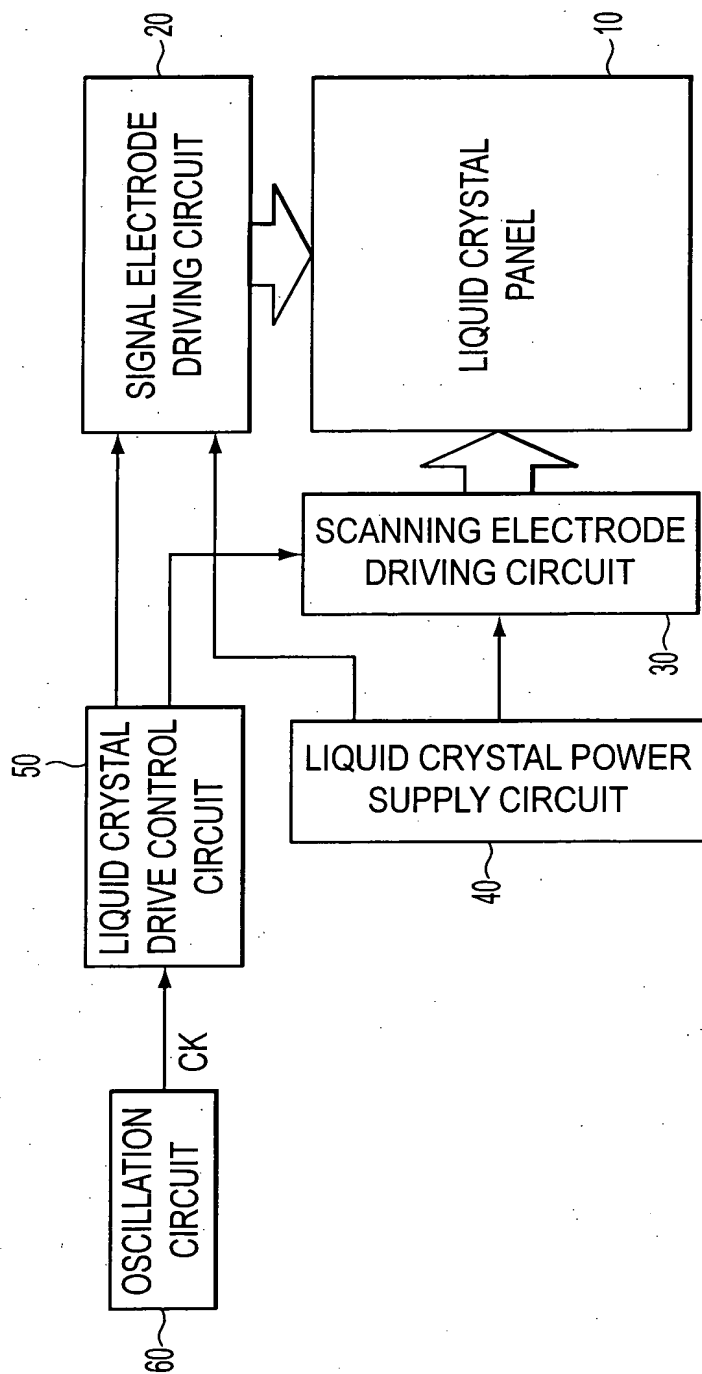 20
SIGNAL ELECTRODE
DRIVING CIRCUIT
10
LIQUID CRYSTAL
PANEL
SCANNING ELECTRODE
DRIVING CIRCUIT
30
50
LIQUID CRYSTAL
DRIVE CONTROL
CIRCUIT
LIQUID CRYSTAL POWER
SUPPLY CIRCUIT
40
CK
OSCILLATION
CIRCUIT
60